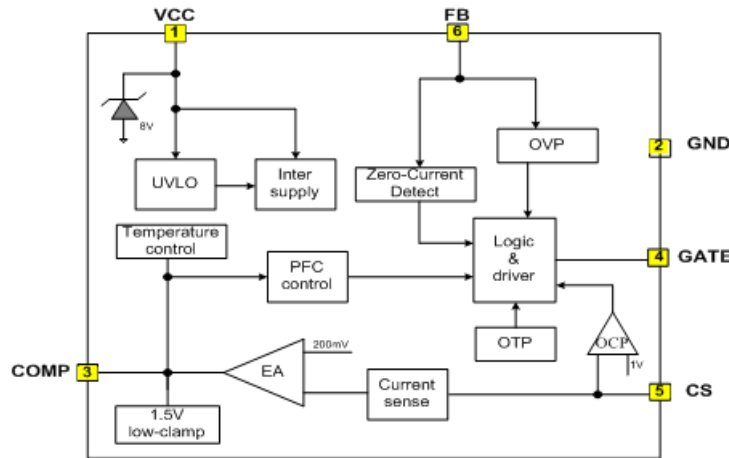 VCC
FB
1
6
8V
OVP
2
GND
UVLO
Inter
supply
Zero-Current
Detect
Temperature
control
Logic
&
driver
PFC
control
4
GATE
200mV
OTP
OCP
1V
COMP
3
EA
Current
sense
5
CS
1.5V
low-clamp